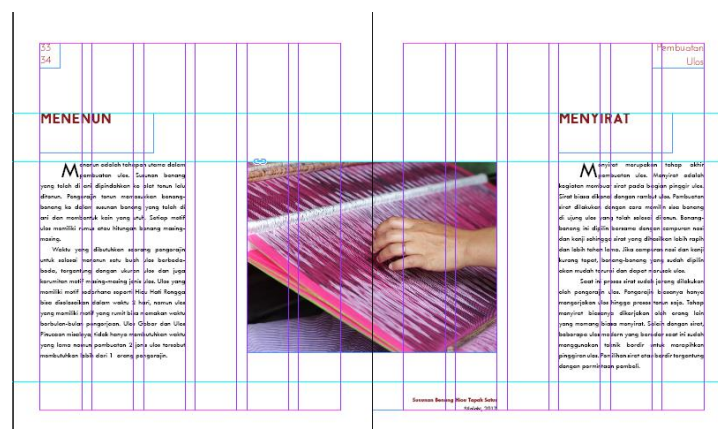 33
34
Pembuatan
Ulos
MENENUN
Menenun adalah tahapan utama dalam
pembuatan ulos. Susunan benang
yang telah di ani dipindahkan ke alat tenun lalu
ditenun. Pengrajin tenun memasukkan benang-
benang ke dalam susunan benang yang telah di
ani dan membentuk kain yang utuh. Setiap motif
ulos memiliki rumus atau hitungan benang masing-
masing.
Waktu yang dibutuhkan seorang pengrajin
untuk selesai menenun satu buah ulos berbeda-
beda, tergantung dengan ukuran ulos dan juga
kerumitan motif masing-masing jenis ulos. Ulos yang
memiliki motif sederhana seperti Mixu Hati Rongga
bisa diselesaikan dalam waktu 2 hari, namun ulos
yang memiliki motif yang rumit bisa memakan waktu
berbulan-bulan pengerjaan. Ulos Gobar dan Ulos
Pinussan misalnya; tidak hanya membutuhkan waktu
yang lama namun pembuatan 2 jenis ulos tersebut
membutuhkan lebih dari 1 orang pengrajin.
MENYIRAT
Menyirat merupakan tahap akhir
pembuatan ulos. Menyirat adalah
kegiatan membuat sirat pada bagian pinggir ulos.
Sirat biasa dikenal dengan rambut ulos. Pembuatan
sirat dilakukan dengan cara memilin sisa benang
di ujung ulos yang telah selesai ditenun. Benang-
benang ini dipilin bersama dengan campuran nasi
dan kanji sehingga sirat yang dihasilkan lebih rapih
dan lebih tahan lama. Jika campuran nasi dan kanji
kurang tepat, benang-benang yang sudah dipilin
akan mudah terurai dan dapat merusak ulos.
Saat ini proses sirat sudah jarang dilakukan
oleh pengrajin ulos. Pengrajin biasanya hanya
mengerjakan ulos hingga proses tenun saja. Tahap
menyirat biasanya dikerjakan oleh orang lain
yang memang biasa menyirat. Selain dengan sirat,
beberapa ulos modern yang beredar saat ini sudah
menggunakan teknik bordir untuk merapihkan
pinggiran ulos. Pemilihan sirat atau bordir tergantung
dengan permintaan pembeli.
Susunan Benang Hias Tepak Satur